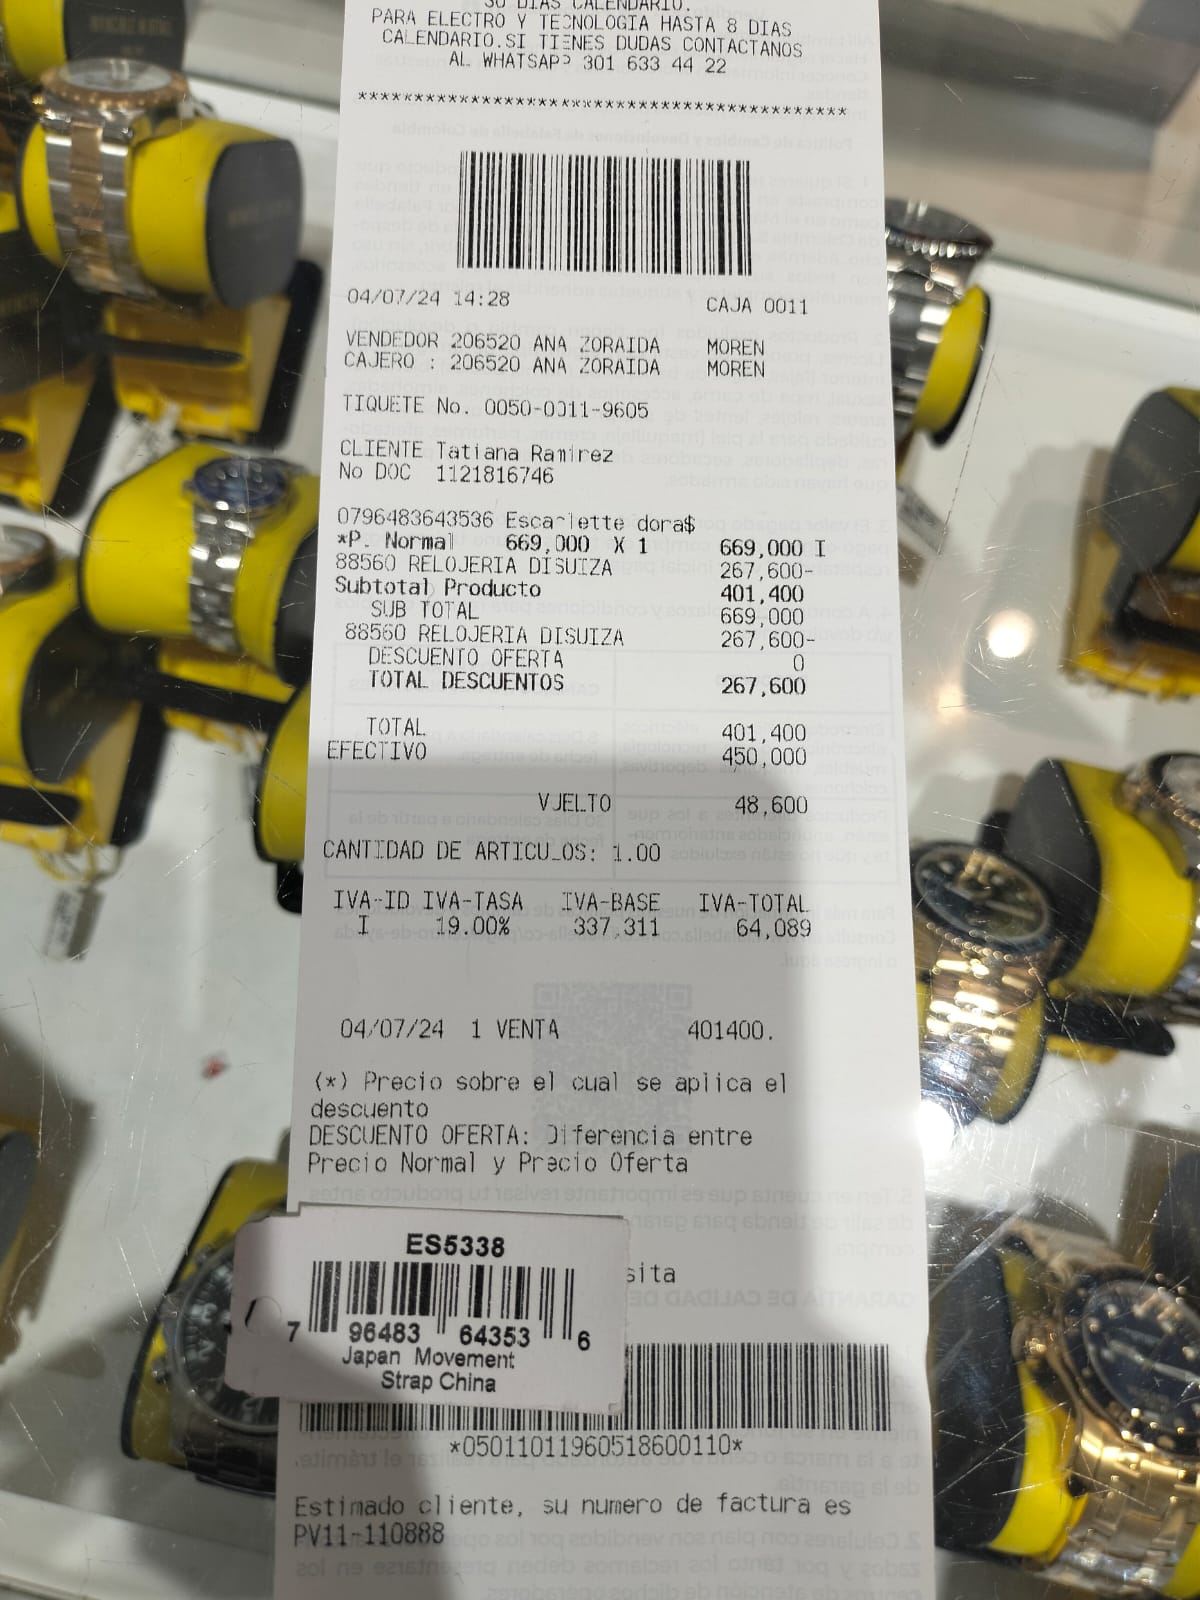 30 DIAS CALENDARIO.
PARA ELECTRO Y TECNOLOGIA HASTA 8 DIAS
CALENDARIO.SI TIENES DUDAS CONTACTANOS
AL WHATSAPP 301 633 44 22
********************************************
04/07/24 14:28 CAJA 0011
VENDEDOR 206520 ANA ZORAIDA MOREN
CAJERO : 206520 ANA ZORAIDA MOREN
TIQUETE No. 0050-0011-9605
CLIENTE Tatiana Ramirez
No DOC 1121816746
0796483643536 Escarlette dora$
*P. Normal 669,000 X 1 669,000 I
88560 RELOJERIA DISUIZA 267,600-
Subtotal Producto 401,400
SUB TOTAL 669,000
88560 RELOJERIA DISUIZA 267,600-
DESCUENTO OFERTA 0
TOTAL DESCUENTOS 267,600
TOTAL 401,400
EFECTIVO 450,000
VUELTO 48,600
CANTIDAD DE ARTICULOS: 1.00
IVA-ID IVA-TASA IVA-BASE IVA-TOTAL
I 19.00% 337,311 64,089
04/07/24 1 VENTA 401400.
(*) Precio sobre el cual se aplica el
descuento
DESCUENTO OFERTA: Diferencia entre
Precio Normal y Precio Oferta
sita
ES5338
7 96483 64353 6
Japan Movement
Strap China
*050110119605186001​10*
Estimado cliente, su numero de factura es
PV11-110888